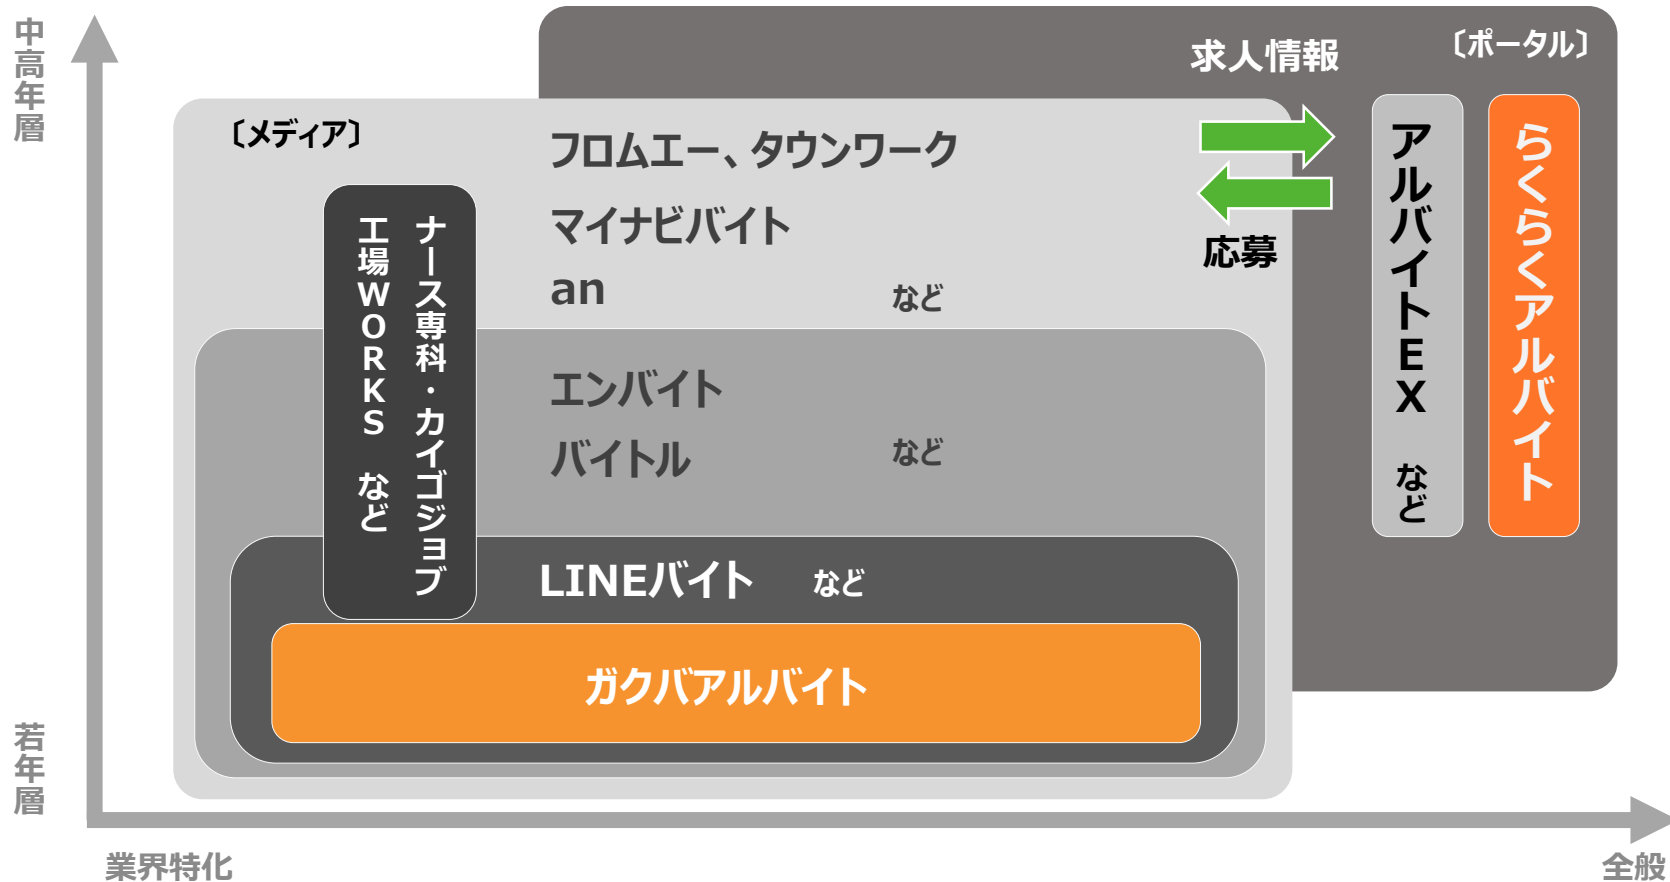 中高年層
求人情報
〔ポータル〕
〔メディア〕
フロムエー、タウンワーク
マイナビバイト
an
など
応募
アルバイトEX など
らくらくアルバイト
ナース専科・カイゴジョブ
工場WORKS など
エンバイト
バイトル
など
LINEバイト など
ガクバアルバイト
若年層
業界特化
全般